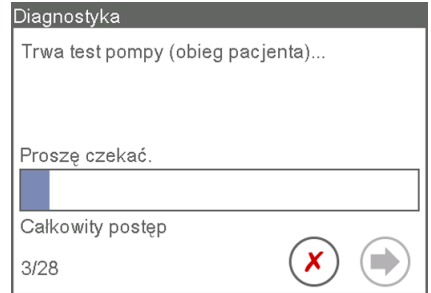 Diagnostyka
Trwa test pompy (obieg pacjenta)...
Proszę czekać.
Całkowity postęp
3/28